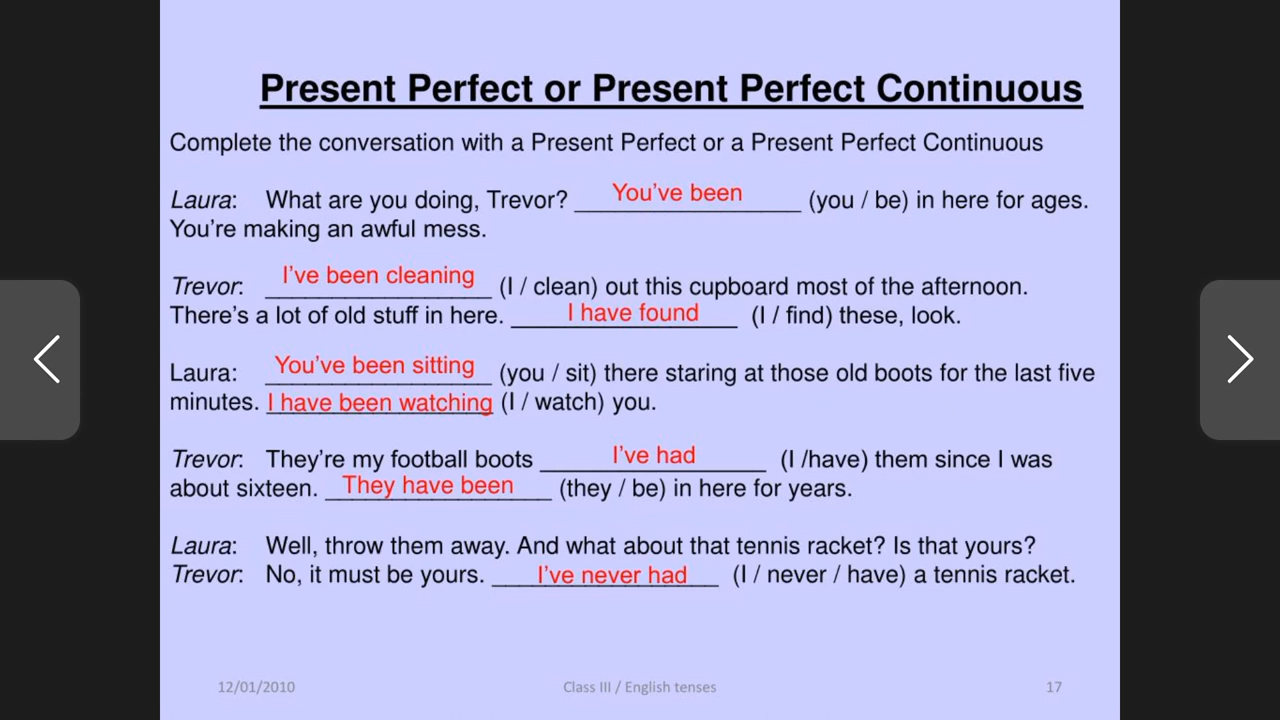 Present Perfect or Present Perfect Continuous
Complete the conversation with a Present Perfect or a Present Perfect Continuous
Laura: What are you doing, Trevor? You've been (you / be) in here for ages.
You're making an awful mess.
Trevor: I've been cleaning (I / clean) out this cupboard most of the afternoon.
There's a lot of old stuff in here. I have found (I / find) these, look.
Laura: You've been sitting (you / sit) there staring at those old boots for the last five
minutes. I have been watching (I / watch) you.
Trevor: They're my football boots I've had (I /have) them since I was
about sixteen. They have been (they / be) in here for years.
Laura: Well, throw them away. And what about that tennis racket? Is that yours?
Trevor: No, it must be yours. I've never had (I / never / have) a tennis racket.
12/01/2010 Class III / English tenses 17